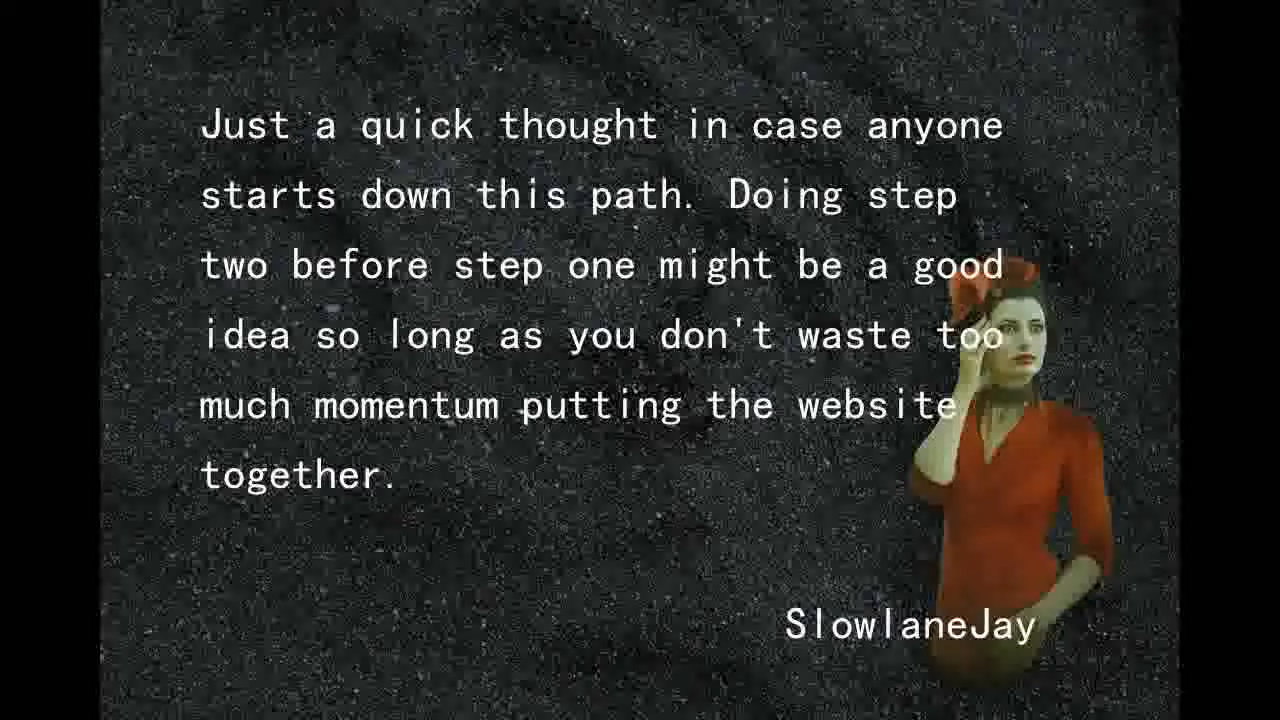 Just a quick thought in case anyone
starts down this path. Doing step
two before step one might be a good
idea so long as you don't waste too
much momentum putting the website
together.
SlowlaneJay